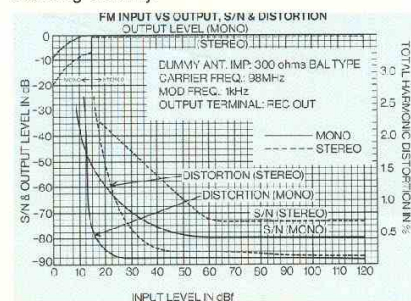 FM INPUT VS OUTPUT, S/N & DISTORTION
OUTPUT LEVEL (MONO)
(STEREO)
DUMMY ANT. IMP: 300 ohms BAL TYPE
CARRIER FREQ.: 98MHz
MOD FREQ.: 1kHz
OUTPUT TERMINAL: REC OUT
MONO STEREO
MONO
STEREO
DISTORTION (STEREO)
DISTORTION (MONO)
S/N (STEREO)
S/N (MONO)
S/N & OUTPUT LEVEL IN dB
0
-10
-20
-30
-40
-50
-60
-70
-80
-90
TOTAL HARMONIC DISTORTION IN %
3.0
2.5
2.0
1.5
1.0
0.5
0 10 20 30 40 50 60 70 80 90 100 110 120
INPUT LEVEL IN dBf